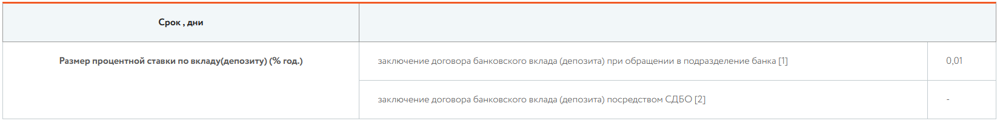 Срок , дни
Размер процентной ставки по вкладу(депозиту) (% год.)
заключение договора банковского вклада (депозита) при обращении в подразделение банка [1]
0,01
заключение договора банковского вклада (депозита) посредством СДБО [2]
-